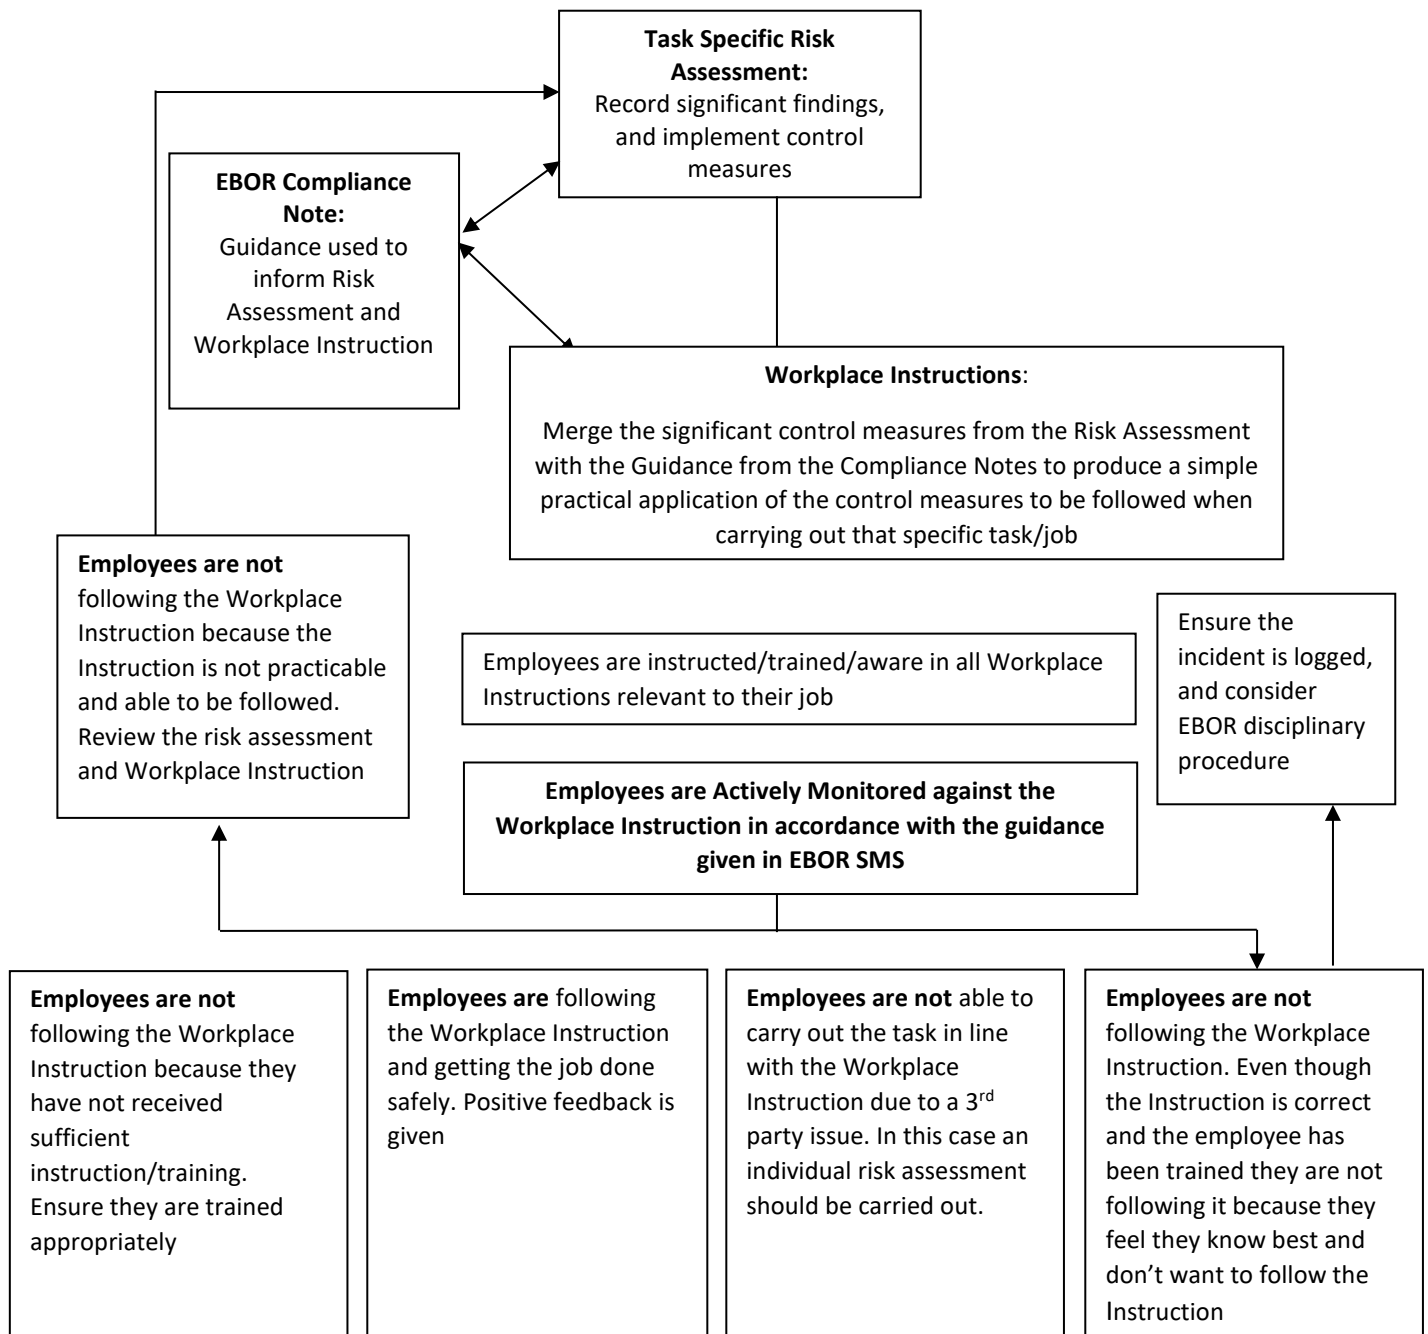 Task Specific Risk
Assessment:
Record significant findings,
and implement control
measures
EBOR Compliance
Note:
Guidance used to
inform Risk
Assessment and
Workplace Instruction
Workplace Instructions:
Merge the significant control measures from the Risk Assessment
with the Guidance from the Compliance Notes to produce a simple
practical application of the control measures to be followed when
carrying out that specific task/job
Employees are not
following the Workplace
Instruction because the
Instruction is not practicable
and able to be followed.
Review the risk assessment
and Workplace Instruction
Employees are instructed/trained/aware in all Workplace
Instructions relevant to their job
Ensure the
incident is logged,
and consider
EBOR disciplinary
procedure
Employees are Actively Monitored against the
Workplace Instruction in accordance with the guidance
given in EBOR SMS
Employees are not
following the Workplace
Instruction because they
have not received
sufficient
instruction/training.
Ensure they are trained
appropriately
Employees are following
the Workplace Instruction
and getting the job done
safely. Positive feedback is
given
Employees are not able to
carry out the task in line
with the Workplace
Instruction due to a 3rd
party issue. In this case an
individual risk assessment
should be carried out.
Employees are not
following the Workplace
Instruction. Even though
the Instruction is correct
and the employee has
been trained they are not
following it because they
feel they know best and
don’t want to follow the
Instruction